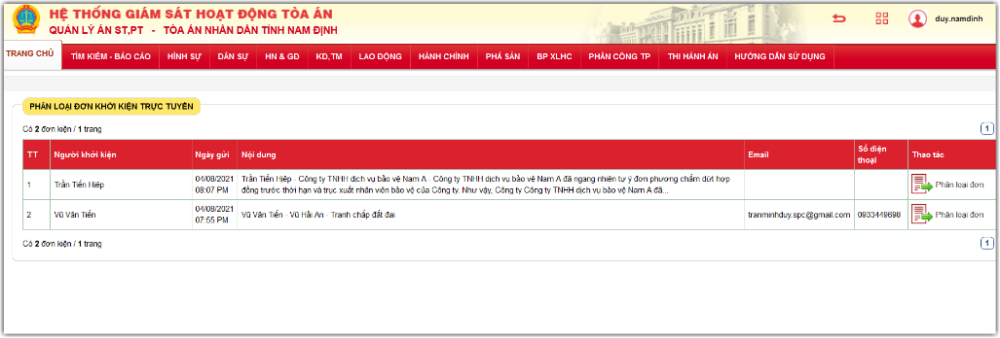 HỆ THỐNG GIÁM SÁT HOẠT ĐỘNG TÒA ÁN
QUẢN LÝ ÁN ST,PT - TÒA ÁN NHÂN DÂN TỈNH NAM ĐỊNH
duy.namdinh
TRANG CHỦ TÌM KIẾM - BÁO CÁO HÌNH SỰ DÂN SỰ HN & GĐ KD,TM LAO ĐỘNG HÀNH CHÍNH PHÁ SẢN BP XLHC PHÂN CÔNG TP THI HÀNH ÁN HƯỚNG DẪN SỬ DỤNG
PHÂN LOẠI ĐƠN KHỞI KIỆN TRỰC TUYẾN
Có 2 đơn kiện / 1 trang 1
TT Người khởi kiện Ngày gửi Nội dung Email Số điện thoại Thao tác
1 Trần Tiến Hiệp 04/08/2021 08:07 PM Trần Tiến Hiệp - Công ty TNHH dịch vụ bảo vệ Nam A - Công ty TNHH dịch vụ bảo vệ Nam A đã ngang nhiên tự ý đơn phương chấm dứt hợp
đồng trước thời hạn và trục xuất nhân viên bảo vệ của Công ty. Như vậy, Công ty Công ty TNHH dịch vụ bảo vệ Nam A đã... Phân loại đơn
2 Vũ Văn Tiến 04/08/2021 07:55 PM Vũ Văn Tiến - Vũ Hải An - Tranh chấp đất đai tranminhduy.spc@gmail.com 0933449698 Phân loại đơn
Có 2 đơn kiện / 1 trang 1